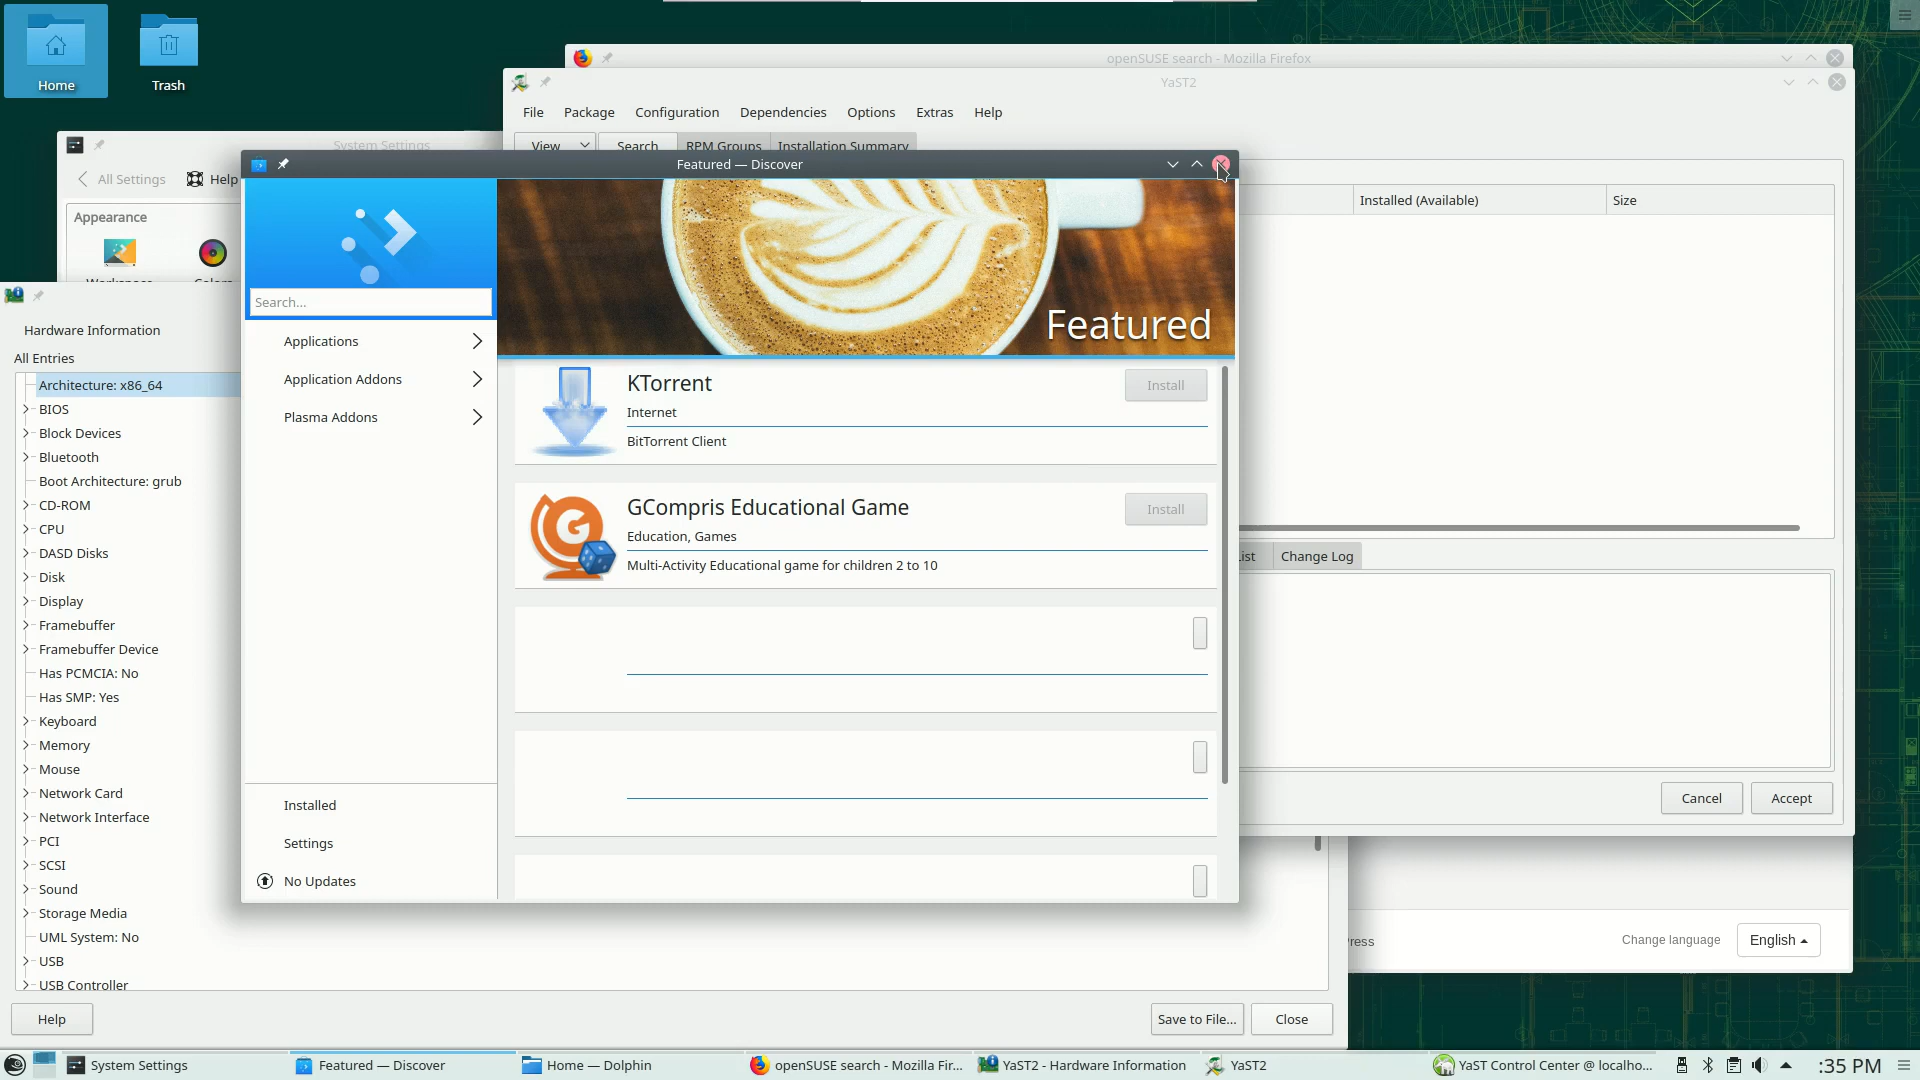 Home
Trash
openSUSE search - Mozilla Firefox
YaST2
File Package Configuration Dependencies Options Extras Help
View Search RPM Groups Installation Summary
System Settings
All Settings Help
Appearance
Installed (Available) Size
Featured — Discover
Search...
Applications
Application Addons
Plasma Addons
Installed
Settings
No Updates
Featured
KTorrent
Install
Internet
BitTorrent Client
GCompris Educational Game
Install
Education, Games
Multi-Activity Educational game for children 2 to 10
Change Log
Cancel Accept
Change language English
Hardware Information
All Entries
Architecture: x86_64
BIOS
Block Devices
Bluetooth
Boot Architecture: grub
CD-ROM
CPU
DASD Disks
Disk
Display
Framebuffer
Framebuffer Device
Has PCMCIA: No
Has SMP: Yes
Keyboard
Memory
Mouse
Network Card
Network Interface
PCI
SCSI
Sound
Storage Media
UML System: No
USB
USB Controller
Help Save to File... Close
System Settings Featured — Discover Home — Dolphin openSUSE search - Mozilla Fir... YaST2 - Hardware Information YaST2 YaST Control Center @ localho... :35 PM